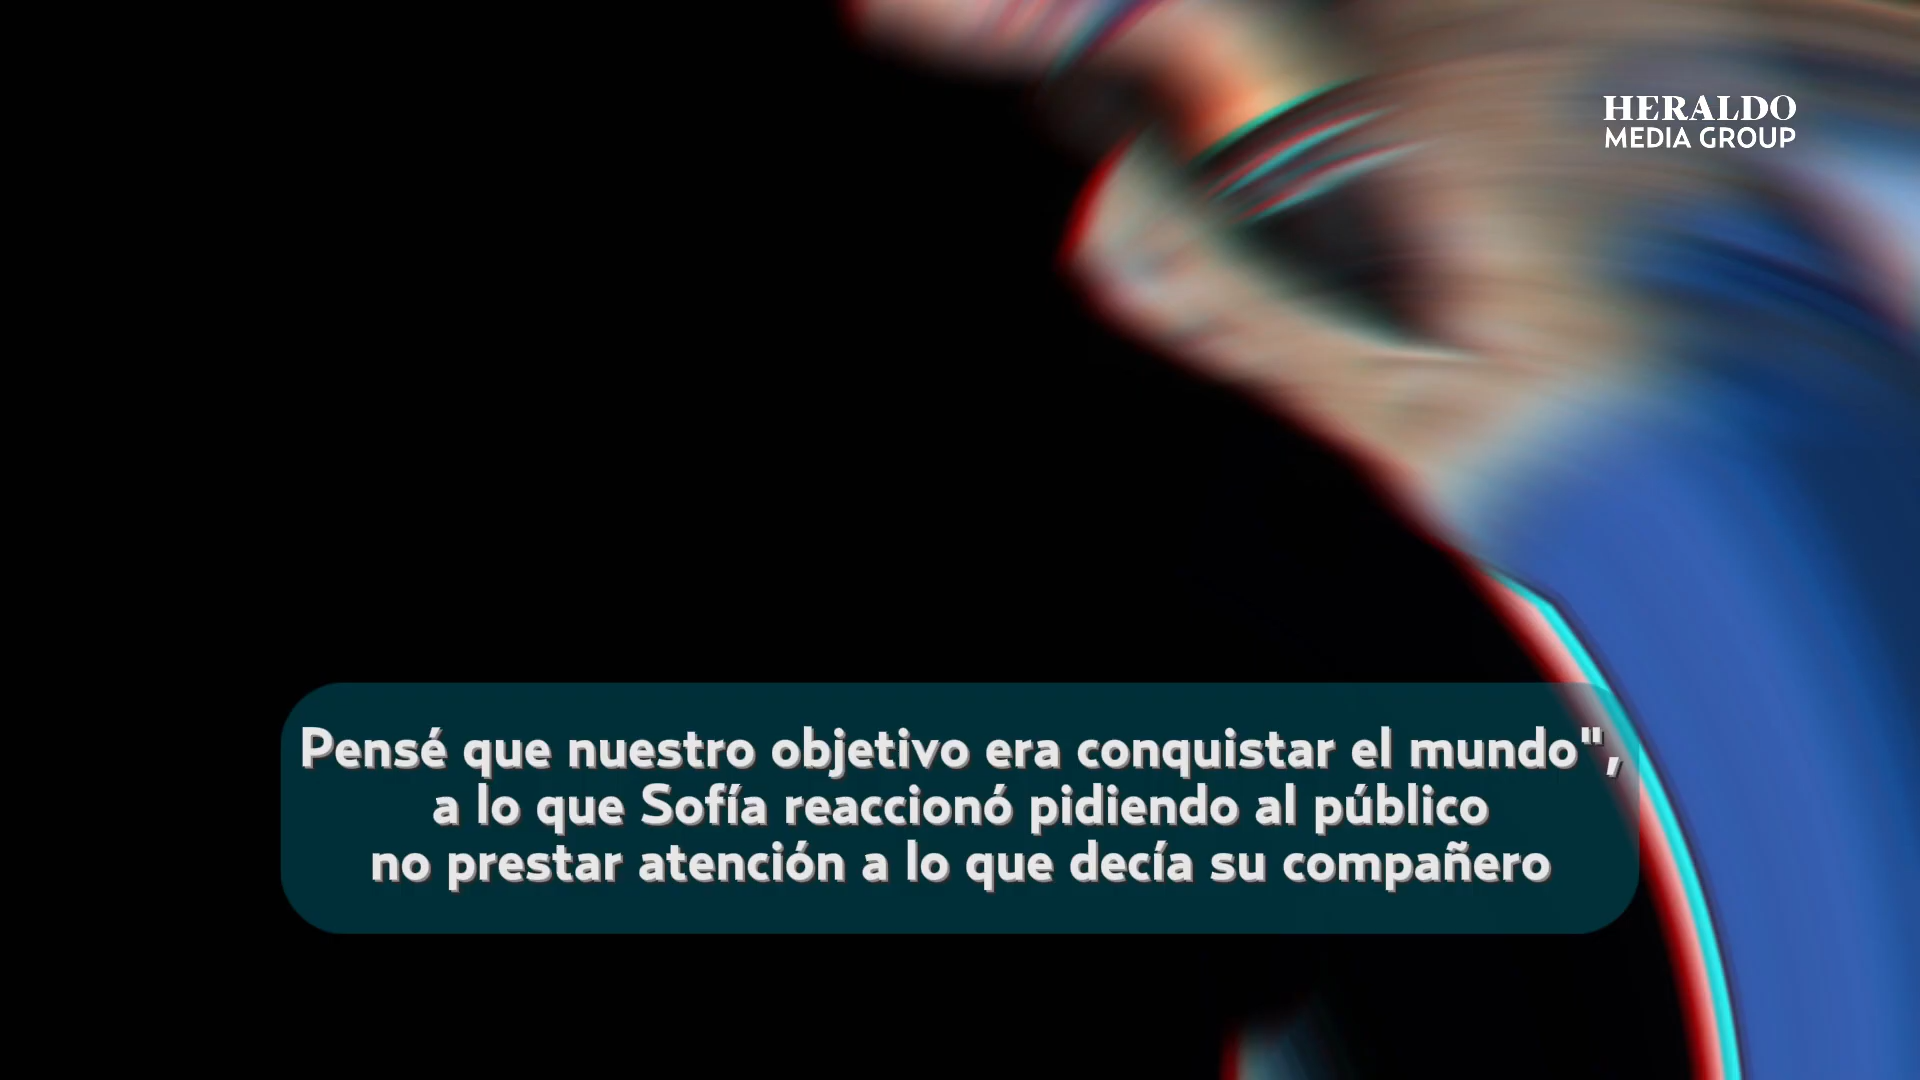 HERALDO
MEDIA GROUP
Pensé que nuestro objetivo era conquistar el mundo",
a lo que Sofía reaccionó pidiendo al público
no prestar atención a lo que decía su compañero